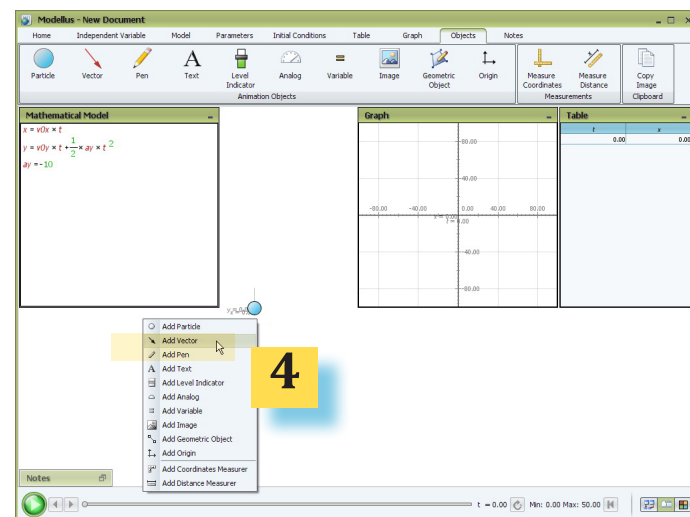 Modellus - New Document
Home Independent Variable Model Parameters Initial Conditions Table Graph Objects Notes
Particle Vector Pen Text Level Indicator Analog Variable Image Geometric Object Origin Measure Coordinates Measure Distance Copy Image
Animation Objects Measurements Clipboard
Mathematical Model
x = v0x × t
y = v0y × t + 1/2 × ay × t 2
ay = -10
Graph
80.00
40.00
-80.00 -40.00 0.00 40.00 80.00
-40.00
-80.00
Table
t x
0.00 0.00
Add Particle
Add Vector
Add Pen
Add Text
Add Level Indicator
Add Analog
Add Variable
Add Image
Add Geometric Object
Add Origin
Add Coordinates Measurer
Add Distance Measurer
4
Notes
t = 0.00 Min: 0.00 Max: 50.00